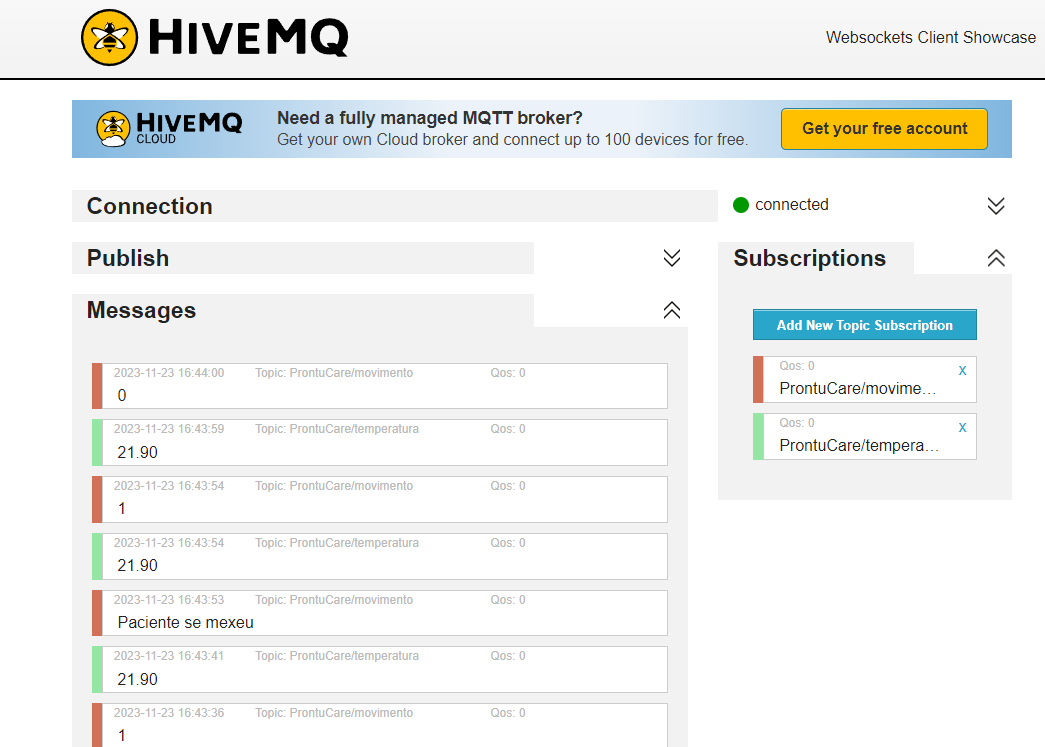 HIVEMQ
Websockets Client Showcase
HIVEMQ
CLOUD
Need a fully managed MQTT broker?
Get your own Cloud broker and connect up to 100 devices for free.
Get your free account
Connection
connected
Publish
Subscriptions
Messages
Add New Topic Subscription
Qos: 0
x
ProntuCare/movime…
Qos: 0
x
ProntuCare/tempera…
2023-11-23 16:44:00 Topic: ProntuCare/movimento Qos: 0
0
2023-11-23 16:43:59 Topic: ProntuCare/temperatura Qos: 0
21.90
2023-11-23 16:43:54 Topic: ProntuCare/movimento Qos: 0
1
2023-11-23 16:43:54 Topic: ProntuCare/temperatura Qos: 0
21.90
2023-11-23 16:43:53 Topic: ProntuCare/movimento Qos: 0
Paciente se mexeu
2023-11-23 16:43:41 Topic: ProntuCare/temperatura Qos: 0
21.90
2023-11-23 16:43:36 Topic: ProntuCare/movimento Qos: 0
1